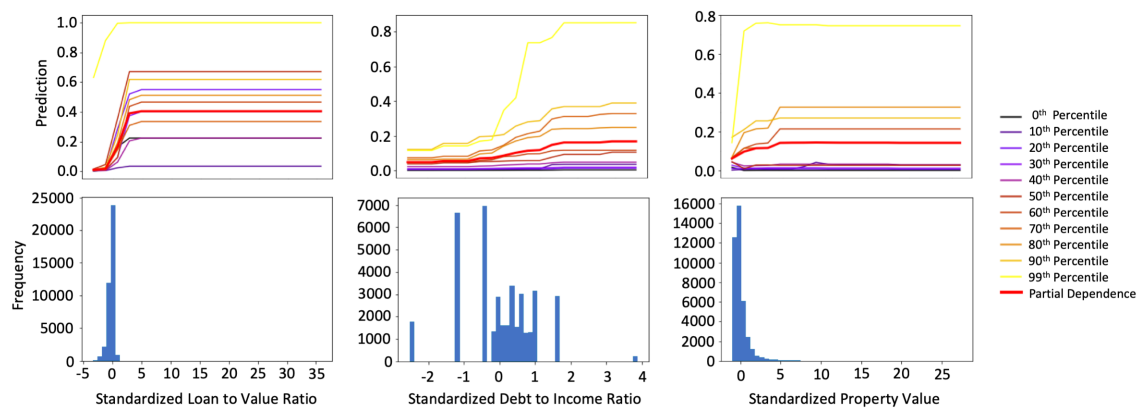 1.0
0.8
0.6
0.4
0.2
0.0
Prediction
0.8
0.6
0.4
0.2
0.0
0.8
0.6
0.4
0.2
0.0
25000
20000
15000
10000
5000
0
Frequency
-5 0 5 10 15 20 25 30 35
Standardized Loan to Value Ratio
7000
6000
5000
4000
3000
2000
1000
0
-2 -1 0 1 2 3 4
Standardized Debt to Income Ratio
16000
14000
12000
10000
8000
6000
4000
2000
0
0 5 10 15 20 25
Standardized Property Value
0th Percentile
10th Percentile
20th Percentile
30th Percentile
40th Percentile
50th Percentile
60th Percentile
70th Percentile
80th Percentile
90th Percentile
99th Percentile
Partial Dependence